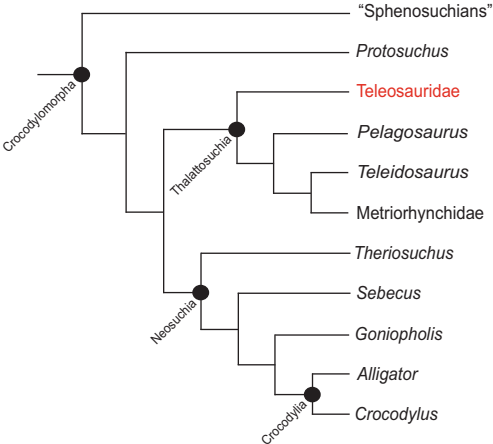 “Sphenosuchians”
Protosuchus
Crocodylomorpha
Teleosauridae
Pelagosaurus
Thalattosuchia
Teleidosaurus
Metriorhynchidae
Theriosuchus
Sebecus
Neosuchia
Goniopholis
Alligator
Crocodylus
Crocodylia